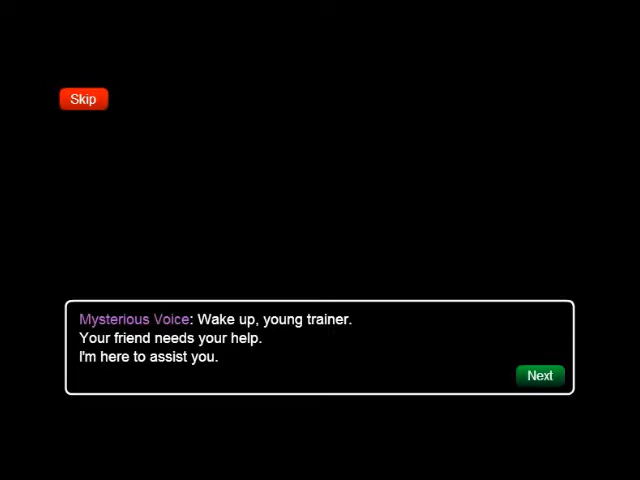 Skip
Mysterious Voice: Wake up, young trainer.
Your friend needs your help.
I'm here to assist you.
Next